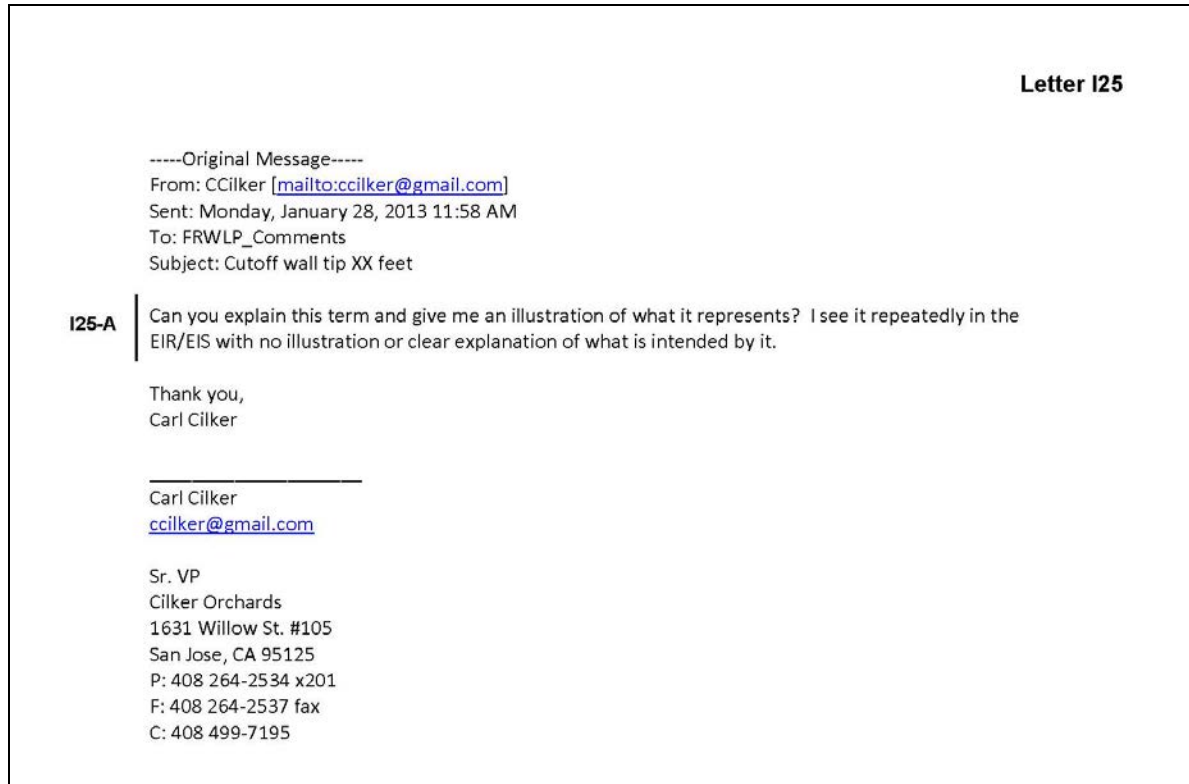 Letter I25
-----Original Message-----
From: CCilker [mailto:ccilker@gmail.com]
Sent: Monday, January 28, 2013 11:58 AM
To: FRWLP_Comments
Subject: Cutoff wall tip XX feet
I25-A
Can you explain this term and give me an illustration of what it represents?  I see it repeatedly in the
EIR/EIS with no illustration or clear explanation of what is intended by it.
Thank you,
Carl Cilker
Carl Cilker
ccilker@gmail.com
Sr. VP
Cilker Orchards
1631 Willow St. #105
San Jose, CA 95125
P: 408 264-2534 x201
F: 408 264-2537 fax
C: 408 499-7195